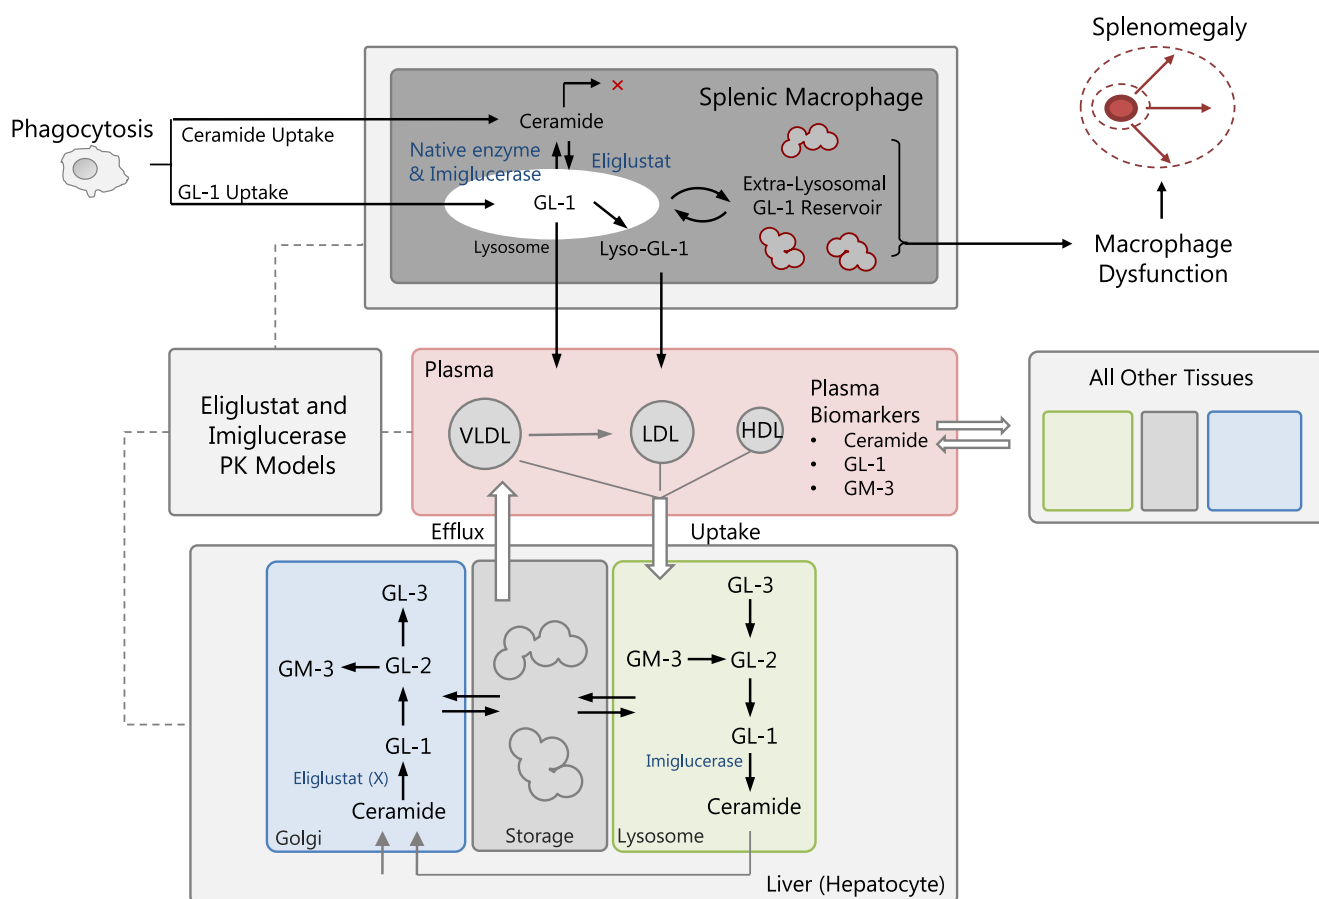 Splenomegaly
Phagocytosis
Ceramide Uptake
GL-1 Uptake
Splenic Macrophage
Ceramide
Native enzyme
& Imiglucerase
Eliglustat
GL-1
Lysosome
Lyso-GL-1
Extra-Lysosomal
GL-1 Reservoir
Macrophage
Dysfunction
Eliglustat and
Imiglucerase
PK Models
Plasma
VLDL
LDL
HDL
Plasma
Biomarkers
• Ceramide
• GL-1
• GM-3
All Other Tissues
Efflux
Uptake
GL-3
GM-3
GL-2
GL-1
Eliglustat (X)
Ceramide
Golgi
Storage
GL-3
GM-3
GL-2
GL-1
Imiglucerase
Ceramide
Lysosome
Liver (Hepatocyte)